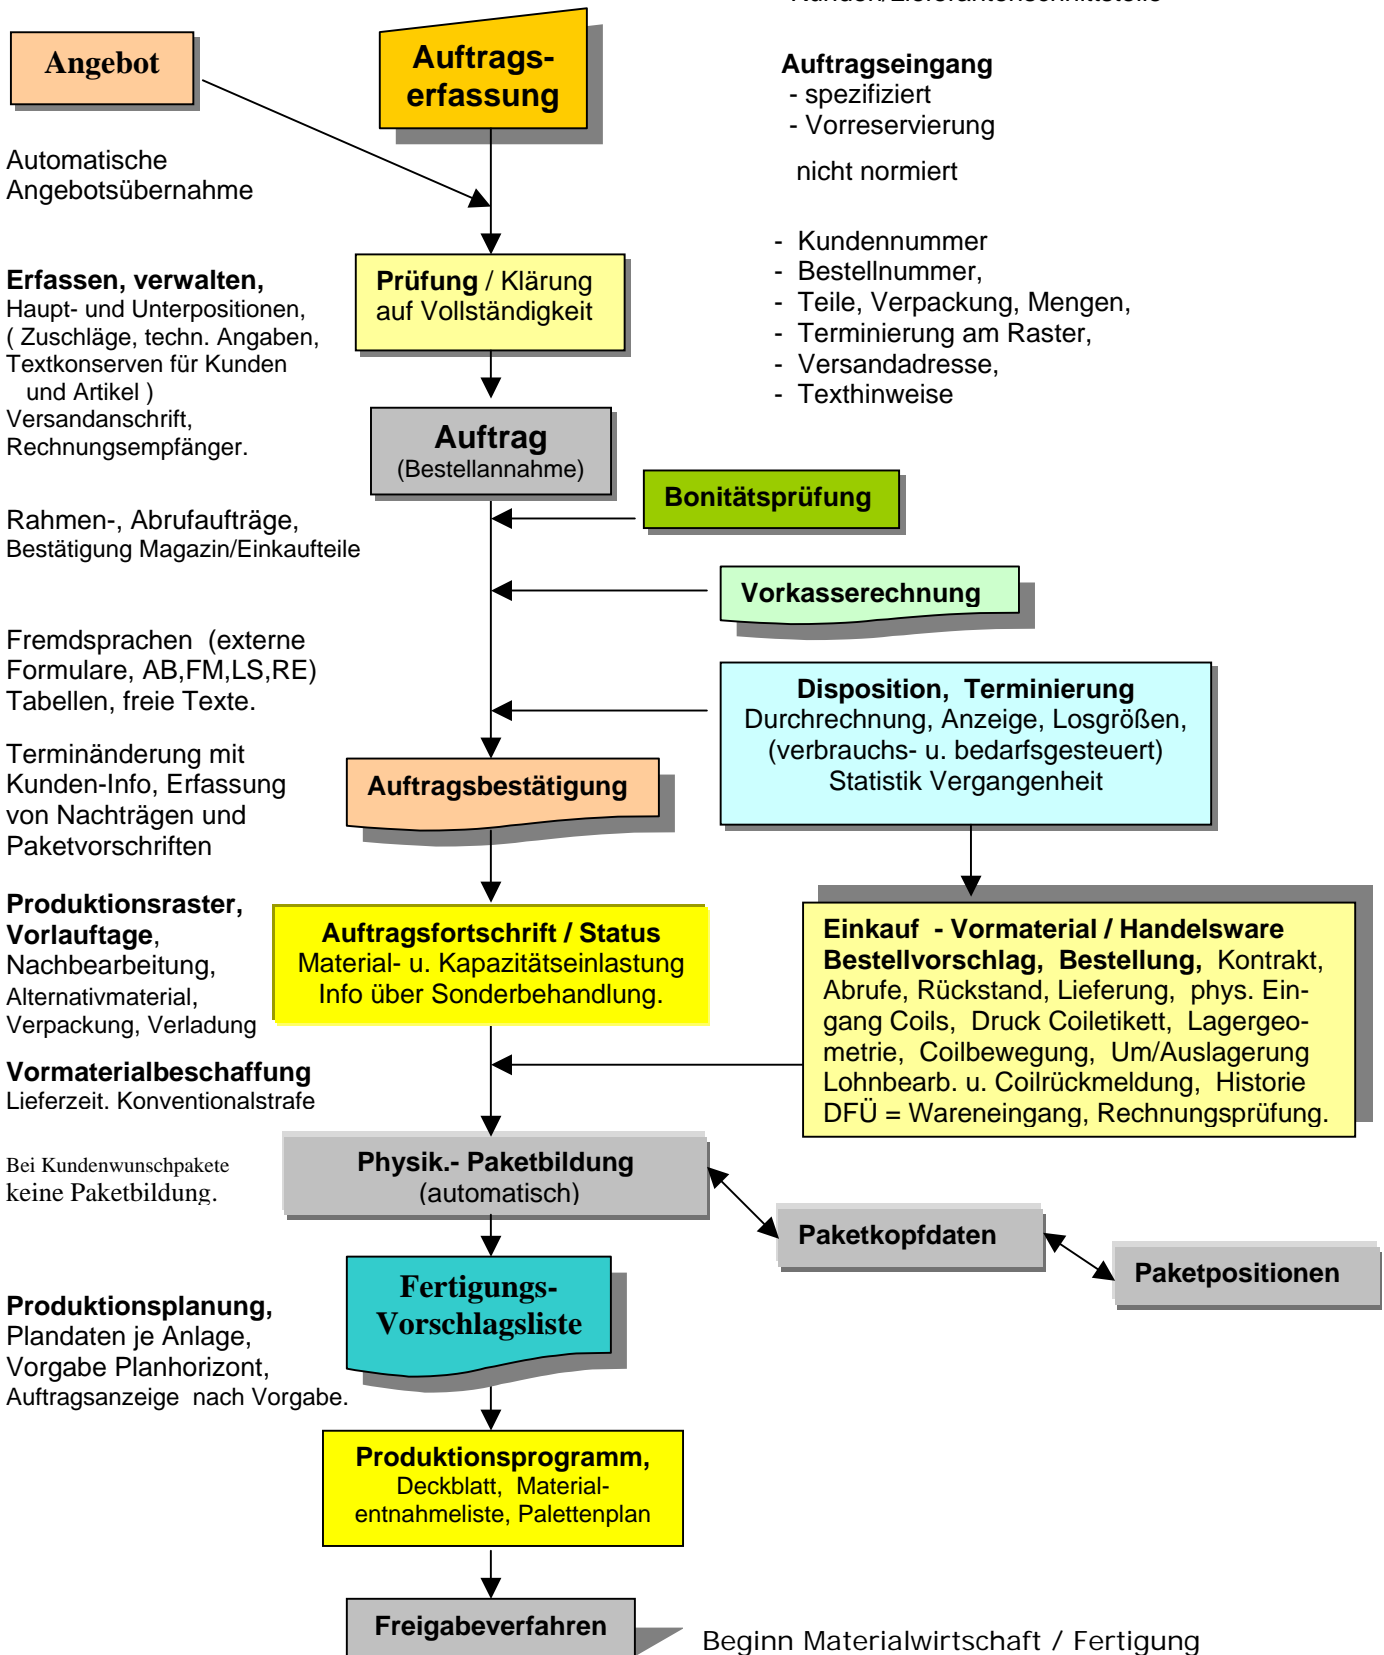 Kunden/Lieferantenschnittstelle
Angebot
Auftrags-
erfassung
Auftragseingang
- spezifiziert
- Vorreservierung
nicht normiert
Automatische
Angebotsübernahme
- Kundennummer
- Bestellnummer,
- Teile, Verpackung, Mengen,
- Terminierung am Raster,
- Versandadresse,
- Texthinweise
Erfassen, verwalten,
Haupt- und Unterpositionen,
( Zuschläge, techn. Angaben,
Textkonserven für Kunden
und Artikel )
Versandanschrift,
Rechnungsempfänger.
Prüfung / Klärung
auf Vollständigkeit
Auftrag
(Bestellannahme)
Bonitätsprüfung
Rahmen-, Abrufaufträge,
Bestätigung Magazin/Einkaufteile
Vorkasserechnung
Fremdsprachen (externe
Formulare, AB,FM,LS,RE)
Tabellen, freie Texte.
Disposition, Terminierung
Durchrechnung, Anzeige, Losgrößen,
(verbrauchs- u. bedarfsgesteuert)
Statistik Vergangenheit
Terminänderung mit
Kunden-Info, Erfassung
von Nachträgen und
Paketvorschriften
Auftragsbestätigung
Produktionsraster,
Vorlauftage,
Nachbearbeitung,
Alternativmaterial,
Verpackung, Verladung
Auftragsfortschrift / Status
Material- u. Kapazitätseinlastung
Info über Sonderbehandlung.
Einkauf - Vormaterial / Handelsware
Bestellvorschlag, Bestellung, Kontrakt,
Abrufe, Rückstand, Lieferung, phys. Ein-
gang Coils, Druck Coiletikett, Lagergeo-
metrie, Coilbewegung, Um/Auslagerung
Lohnbearb. u. Coilrückmeldung, Historie
DFÜ = Wareneingang, Rechnungsprüfung.
Vormaterialbeschaffung
Lieferzeit. Konventionalstrafe
Bei Kundenwunschpakete
keine Paketbildung.
Physik.- Paketbildung
(automatisch)
Paketkopfdaten
Paketpositionen
Fertigungs-
Vorschlagsliste
Produktionsplanung,
Plandaten je Anlage,
Vorgabe Planhorizont,
Auftragsanzeige nach Vorgabe.
Produktionsprogramm,
Deckblatt, Material-
entnahmeliste, Palettenplan
Freigabeverfahren
Beginn Materialwirtschaft / Fertigung